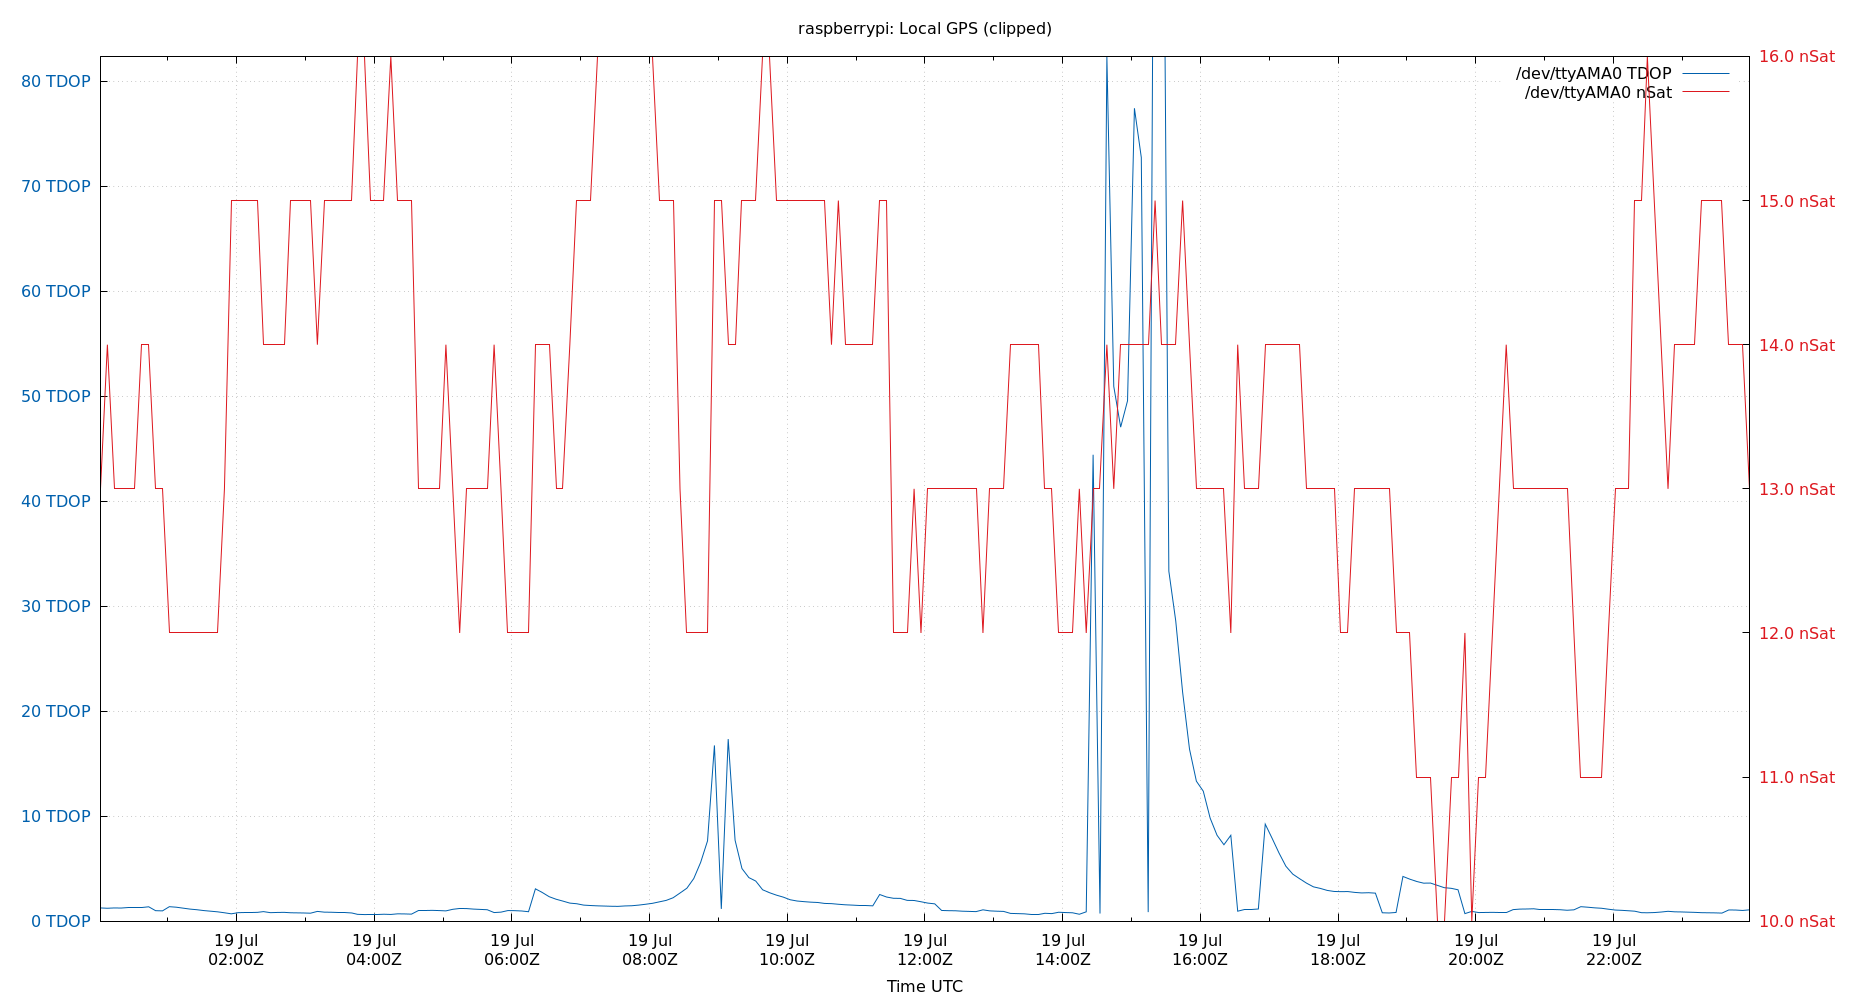 raspberrypi: Local GPS (clipped)
/dev/ttyAMA0 TDOP
/dev/ttyAMA0 nSat
80 TDOP
70 TDOP
60 TDOP
50 TDOP
40 TDOP
30 TDOP
20 TDOP
10 TDOP
0 TDOP
16.0 nSat
15.0 nSat
14.0 nSat
13.0 nSat
12.0 nSat
11.0 nSat
10.0 nSat
19 Jul 19 Jul 19 Jul 19 Jul 19 Jul 19 Jul 19 Jul 19 Jul 19 Jul 19 Jul 19 Jul
02:00Z 04:00Z 06:00Z 08:00Z 10:00Z 12:00Z 14:00Z 16:00Z 18:00Z 20:00Z 22:00Z
Time UTC